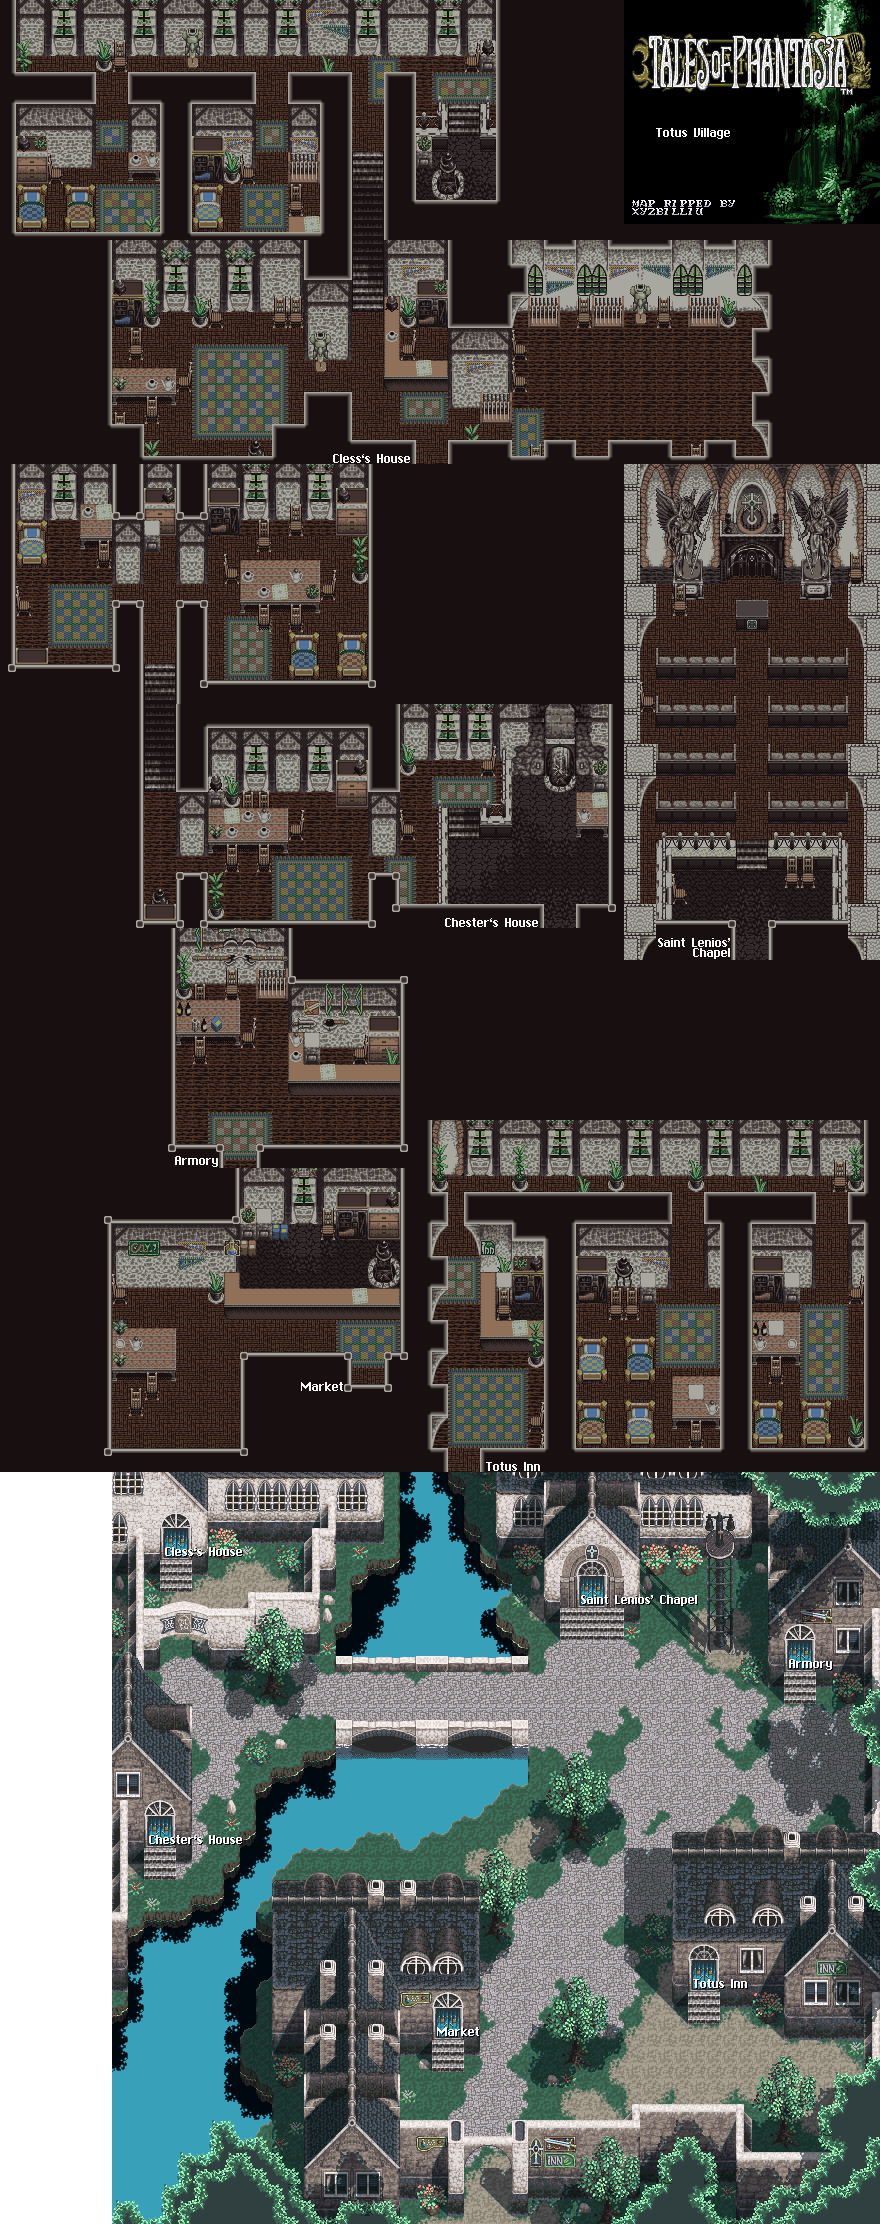 TALES OF PHANTASIA
TM
Totus Village
MAP RIPPED BY
XYZBILLIU
Cless's House
Chester's House
Saint Lenios'
Chapel
Armory
Market
Totus Inn
Cless's House
Saint Lenios' Chapel
Armory
Chester's House
Totus Inn
INN
Market
INN